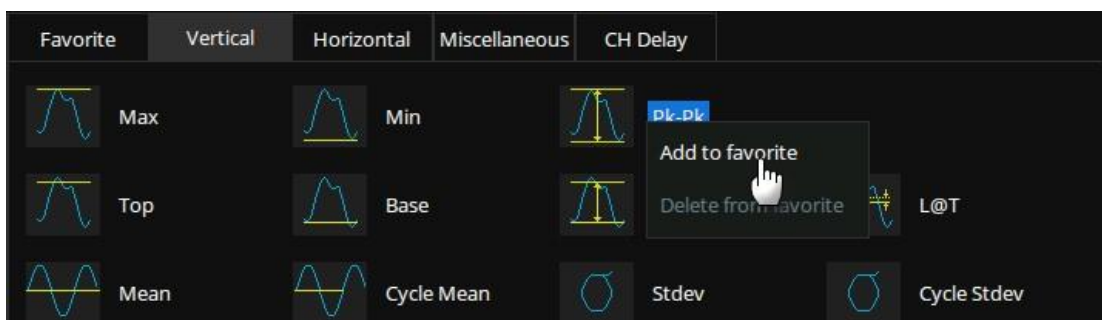 Favorite Vertical Horizontal Miscellaneous CH Delay
Max Min Pk-Pk
Add to favorite
Top Base Delete from favorite L@T
Mean Cycle Mean Stdev Cycle Stdev